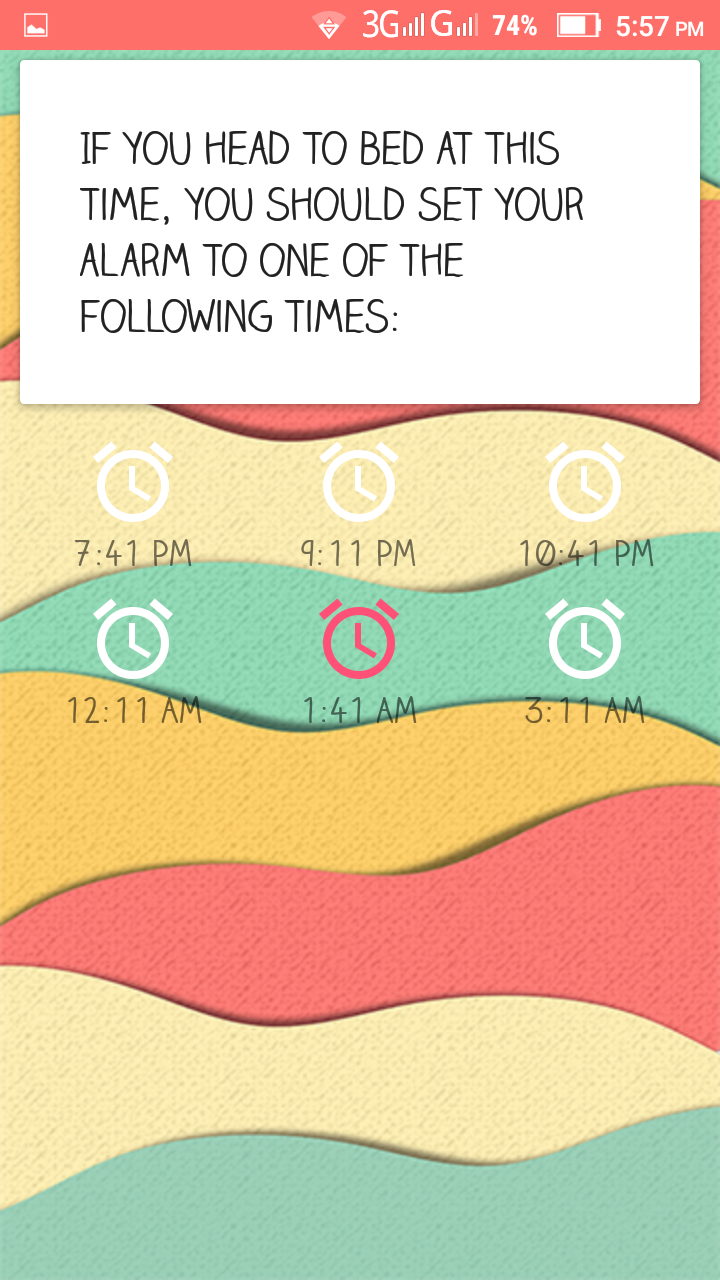 3G G 74% 5:57 PM
IF YOU HEAD TO BED AT THIS
TIME, YOU SHOULD SET YOUR
ALARM TO ONE OF THE
FOLLOWING TIMES:
7:41 PM 9:11 PM 10:41 PM
12:11 AM 1:41 AM 3:11 AM